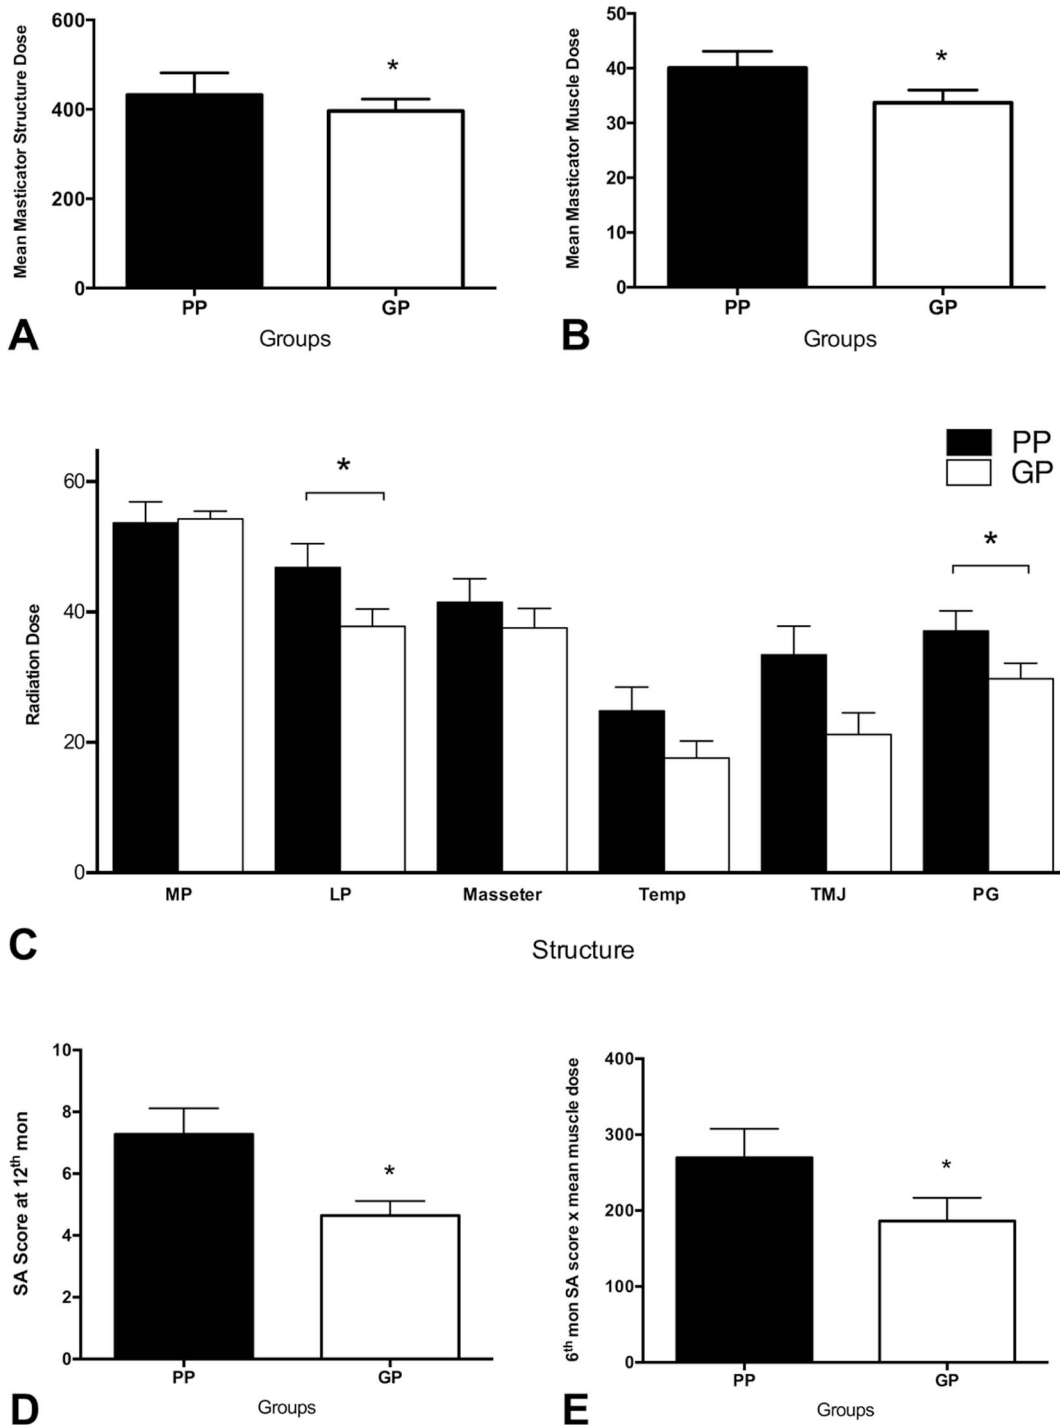 Mean Masticator Structure Dose
600
400
200
0
*
PP
GP
Groups
A
Mean Masticator Muscle Dose
50
40
30
20
10
0
*
PP
GP
Groups
B
PP
GP
Radiation Dose
60
40
20
0
*
*
MP
LP
Masseter
Temp
TMJ
PG
Structure
C
SA Score at 12th mon
10
8
6
4
2
0
*
PP
GP
Groups
D
6th mon SA score x mean muscle dose
400
300
200
100
0
*
PP
GP
Groups
E